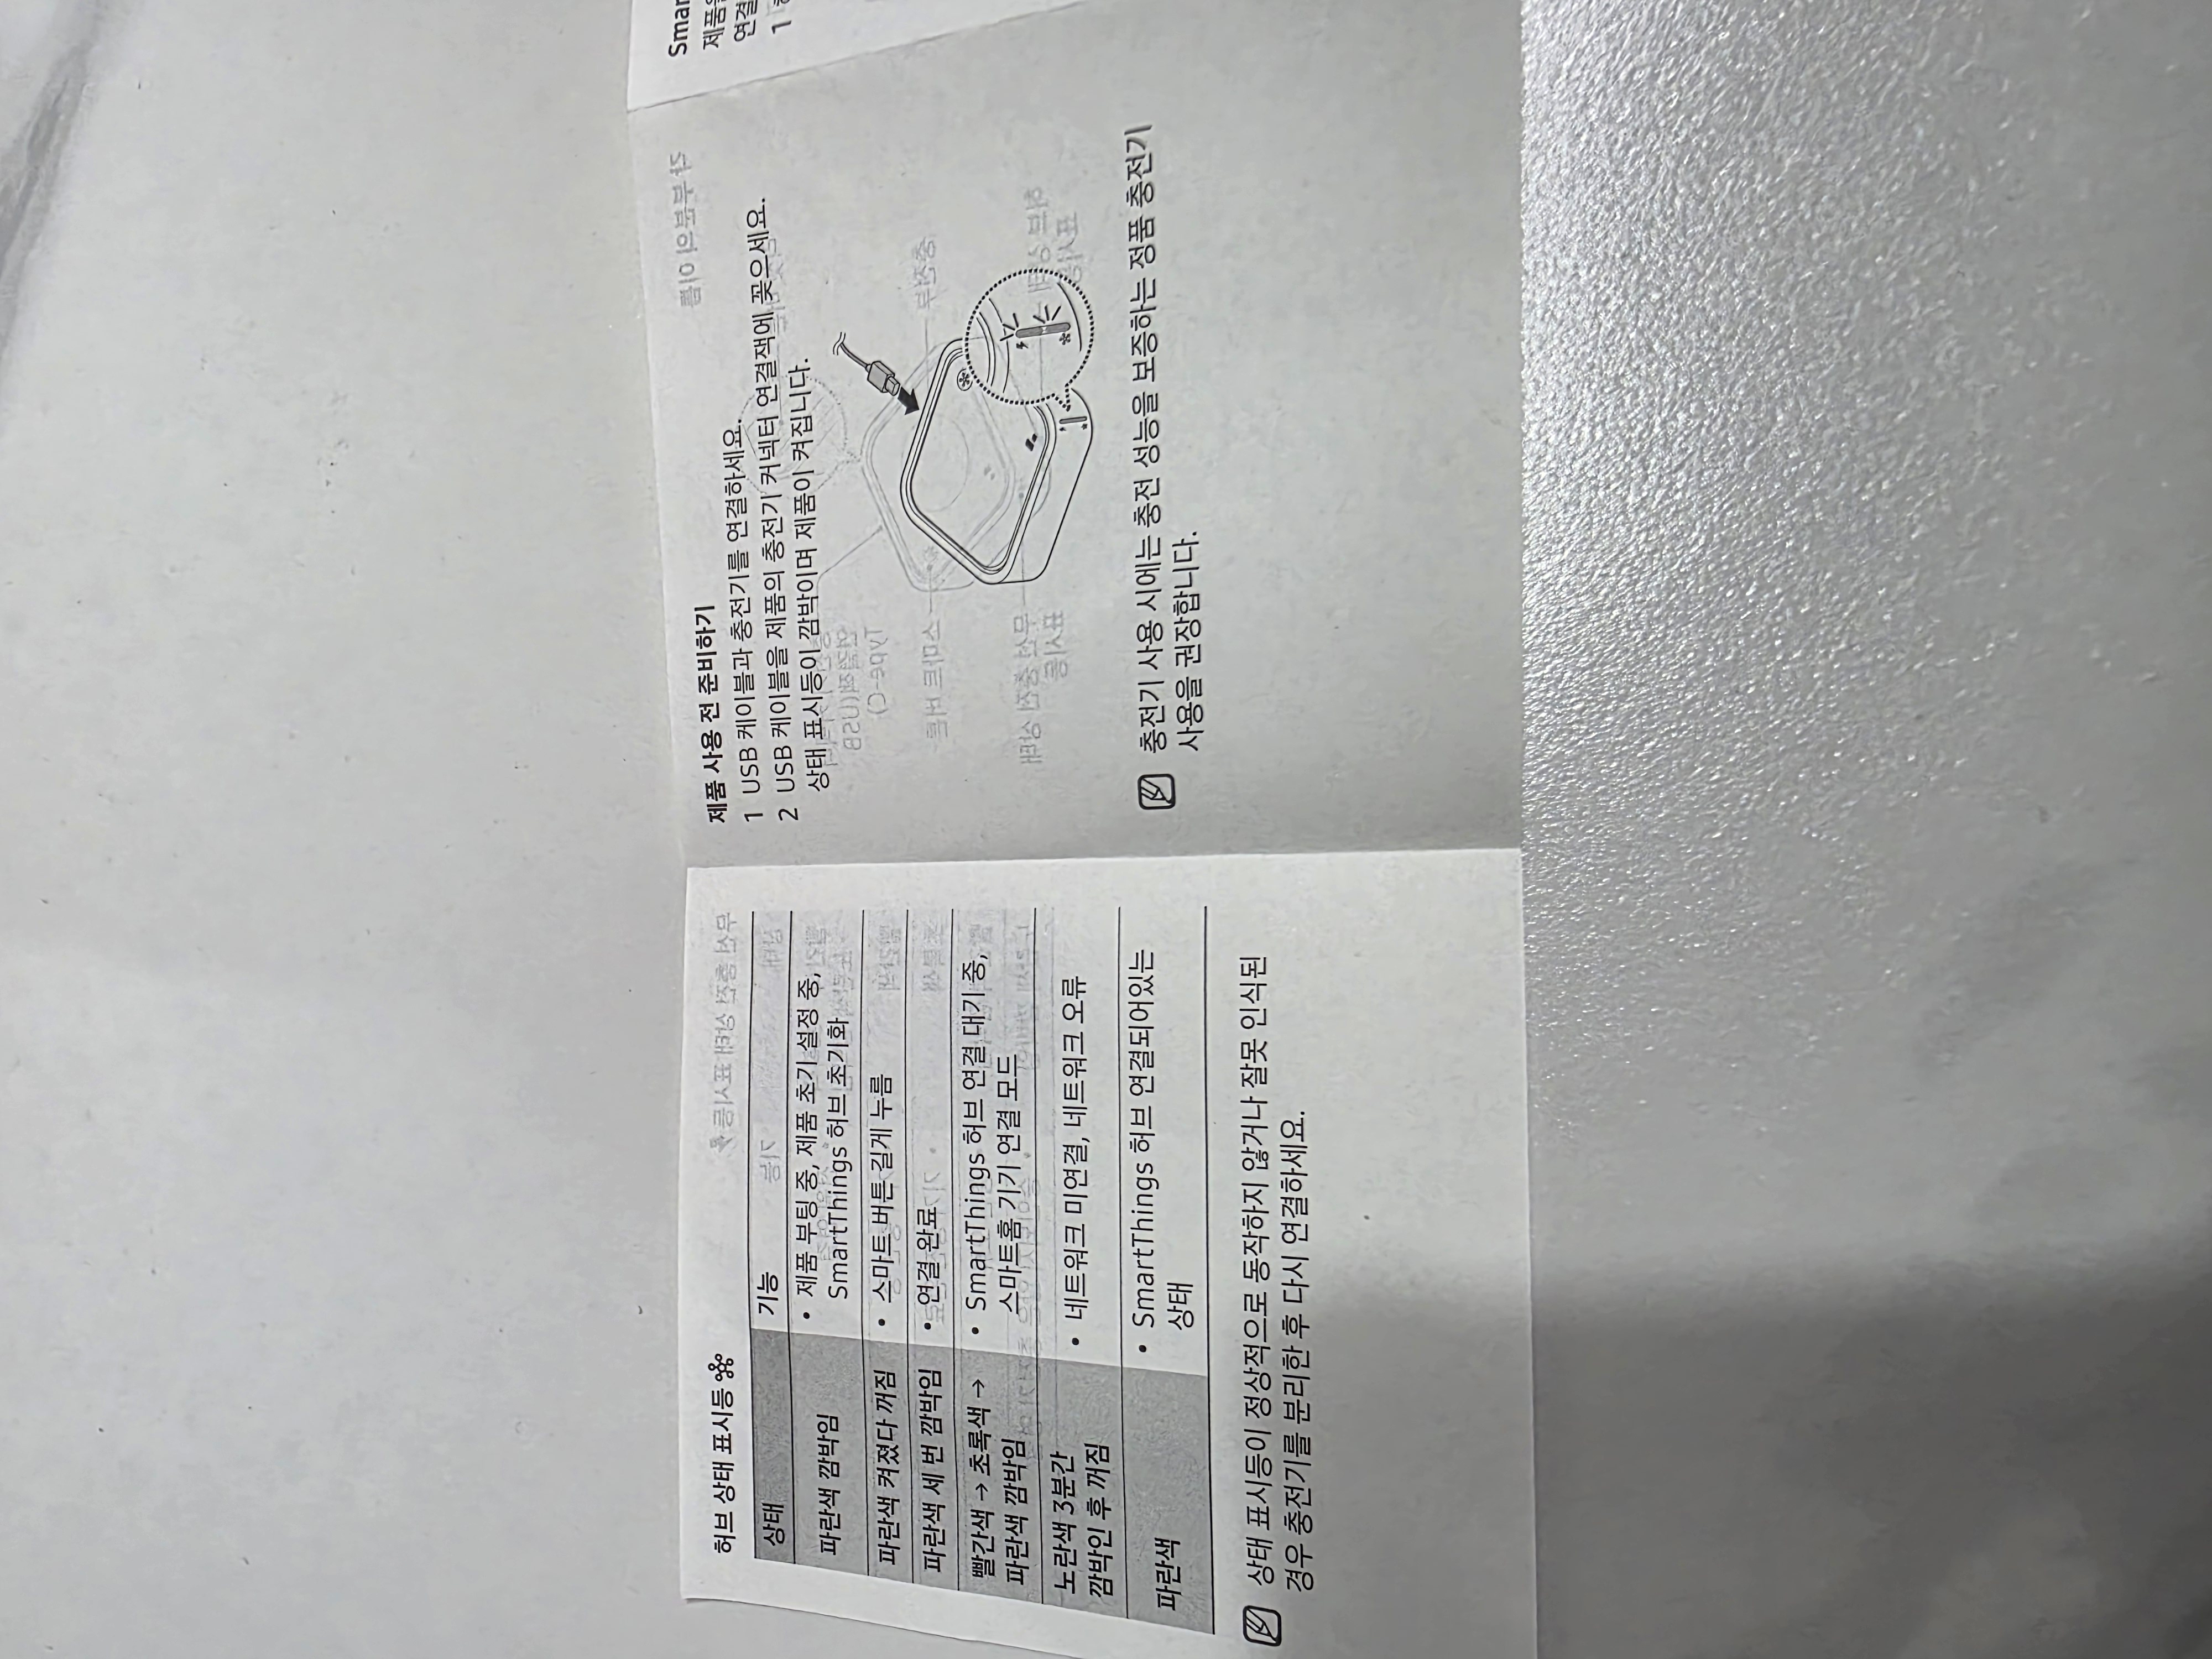 허브 상태 표시등
상태 기능
파란색 깜박임 • 제품 부팅 중, 제품 초기 설정 중,
SmartThings 허브 초기화
파란색 켜졌다 꺼짐 • 스마트 버튼 길게 누름
파란색 세 번 깜박임 • 연결 완료
빨간색 → 초록색 → • SmartThings 허브 연결 대기 중,
파란색 깜박임 스마트홈 기기 연결 모드
노란색 3분간
깜박인 후 꺼짐 • 네트워크 미연결, 네트워크 오류
파란색 • SmartThings 허브 연결되어있는
상태
상태 표시등이 정상적으로 동작하지 않거나 잘못 인식된
경우 충전기를 분리한 후 다시 연결하세요.
제품 사용 전 준비하기
1 USB 케이블과 충전기를 연결하세요.
2 USB 케이블을 제품의 충전기 커넥터 연결잭에 꽂으세요.
상태 표시등이 깜박이며 제품이 켜집니다.
충전기 사용 시에는 충전 성능을 보증하는 정품 충전기
사용을 권장합니다.